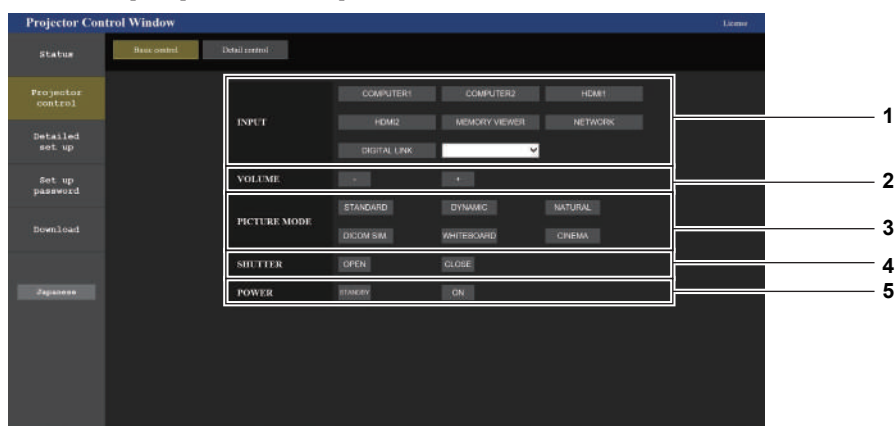 Projector Control Window License
Status Basic control Detail control
Projector
control
Detailed
set up
Set up
password
Download
Japanese
INPUT
COMPUTER1 COMPUTER2 HDMI1
HDMI2 MEMORY VIEWER NETWORK
DIGITAL LINK
VOLUME - +
PICTURE MODE
STANDARD DYNAMIC NATURAL
DICOM SIM. WHITEBOARD CINEMA
SHUTTER OPEN CLOSE
POWER STANDBY ON
1
2
3
4
5